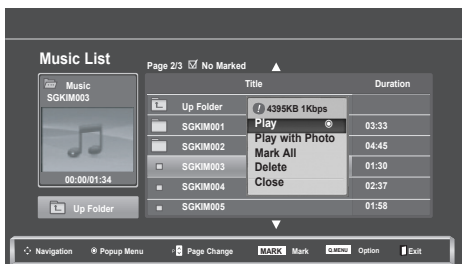 Music List
Page 2/3 ☑ No Marked
Music
SGKIM003
00:00/01:34
Up Folder
Title
Duration
Up Folder
SGKIM001
03:33
SGKIM002
04:45
SGKIM003
01:30
SGKIM004
02:37
SGKIM005
01:58
4395KB 1Kbps
Play
Play with Photo
Mark All
Delete
Close
Navigation
Popup Menu
Page Change
MARK Mark
Q.MENU Option
Exit